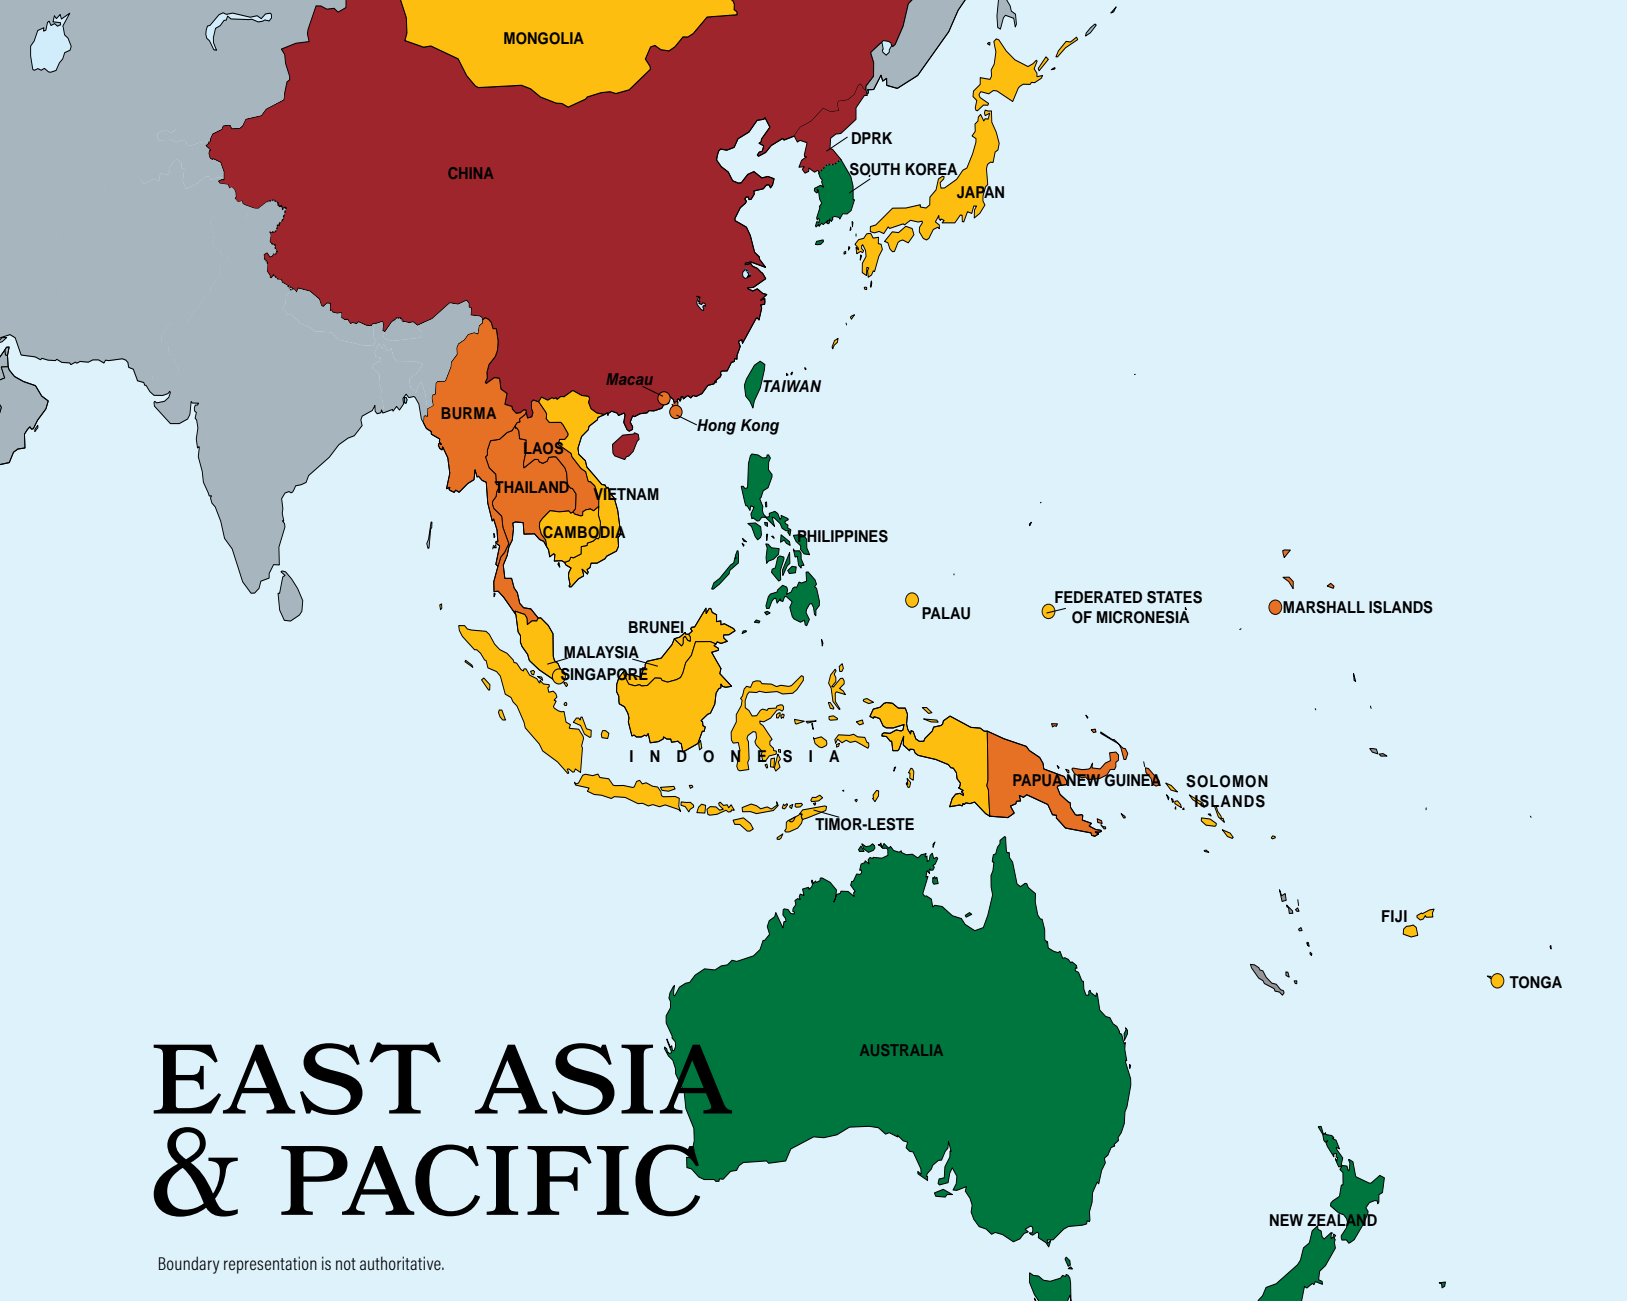 MONGOLIA
DPRK
SOUTH KOREA
CHINA
JAPAN
Macau
TAIWAN
BURMA
Hong Kong
LAOS
THAILAND
VIETNAM
CAMBODIA
PHILIPPINES
FEDERATED STATES
OF MICRONESIA
MARSHALL ISLANDS
PALAU
BRUNEI
MALAYSIA
SINGAPORE
INDONESIA
PAPUA NEW GUINEA
SOLOMON
ISLANDS
TIMOR-LESTE
FIJI
TONGA
AUSTRALIA
EAST ASIA
& PACIFIC
NEW ZEALAND
Boundary representation is not authoritative.